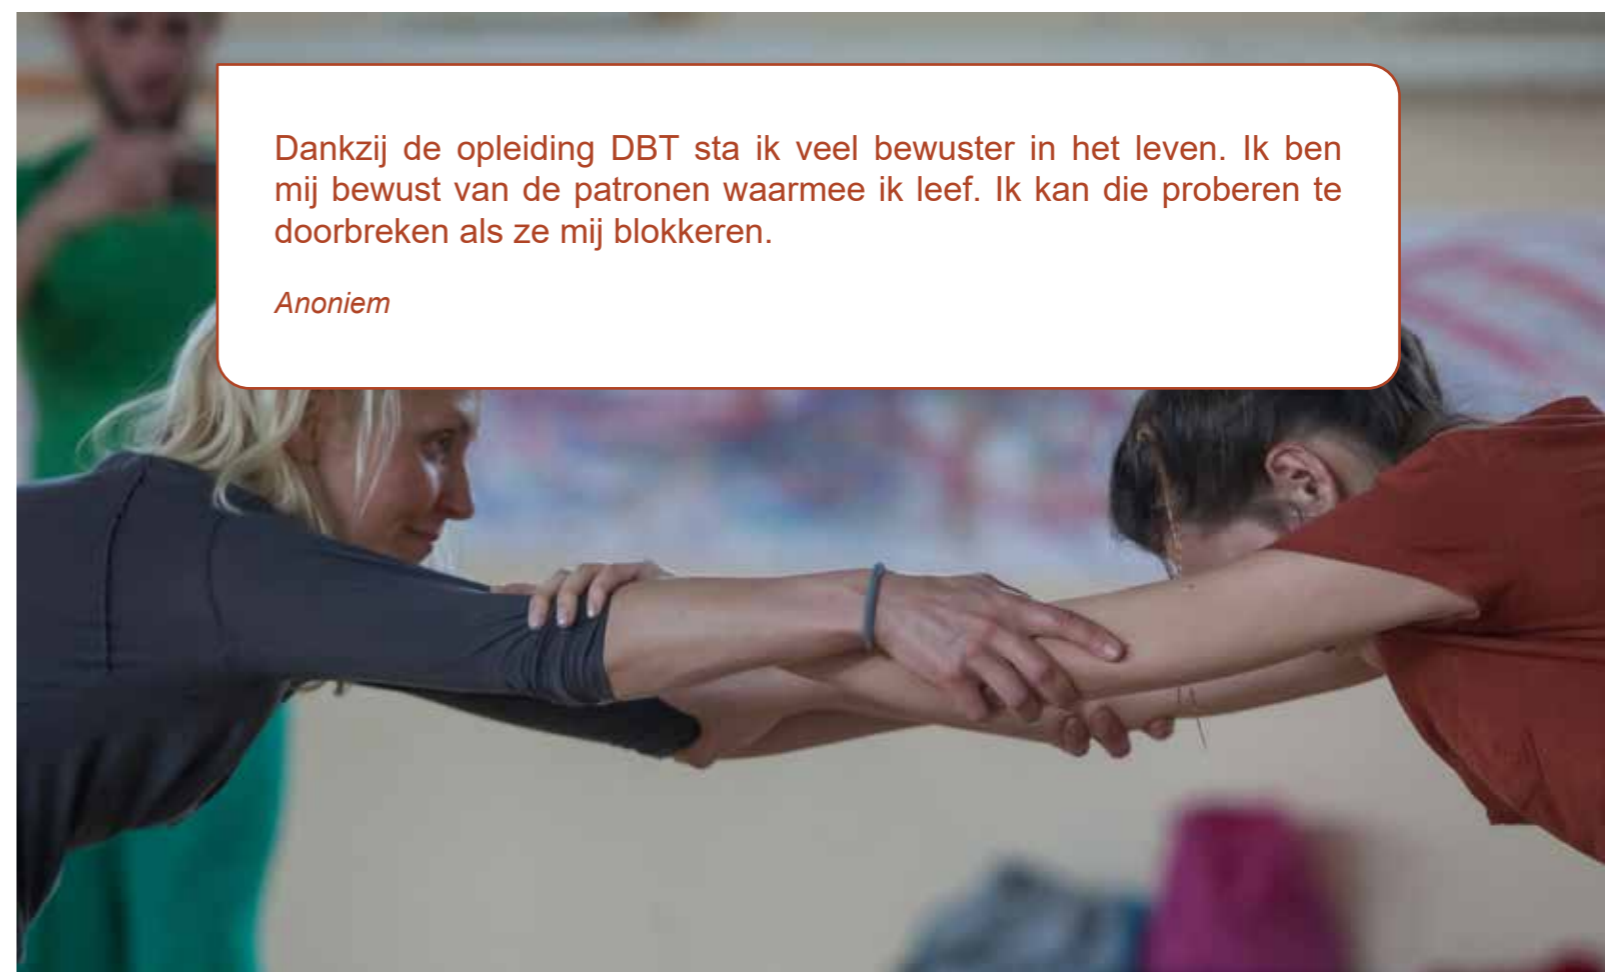 Dankzij de opleiding DBT sta ik veel bewuster in het leven. Ik ben
mij bewust van de patronen waarmee ik leef. Ik kan die proberen te
doorbreken als ze mij blokkeren.
Anoniem